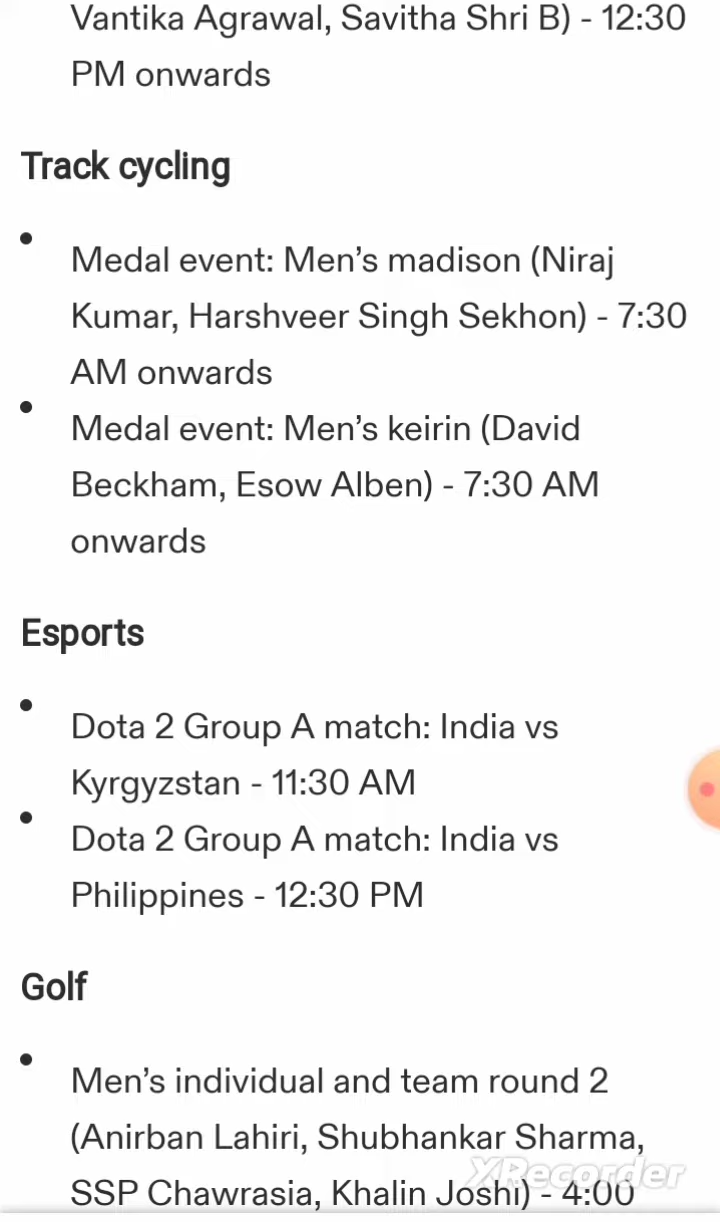 Vantika Agrawal, Savitha Shri B) - 12:30
PM onwards
Track cycling
• Medal event: Men’s madison (Niraj
Kumar, Harshveer Singh Sekhon) - 7:30
AM onwards
• Medal event: Men’s keirin (David
Beckham, Esow Alben) - 7:30 AM
onwards
Esports
• Dota 2 Group A match: India vs
Kyrgyzstan - 11:30 AM
• Dota 2 Group A match: India vs
Philippines - 12:30 PM
Golf
• Men’s individual and team round 2
(Anirban Lahiri, Shubhankar Sharma,
SSP Chawrasia, Khalin Joshi) - 4:00
XRecorder